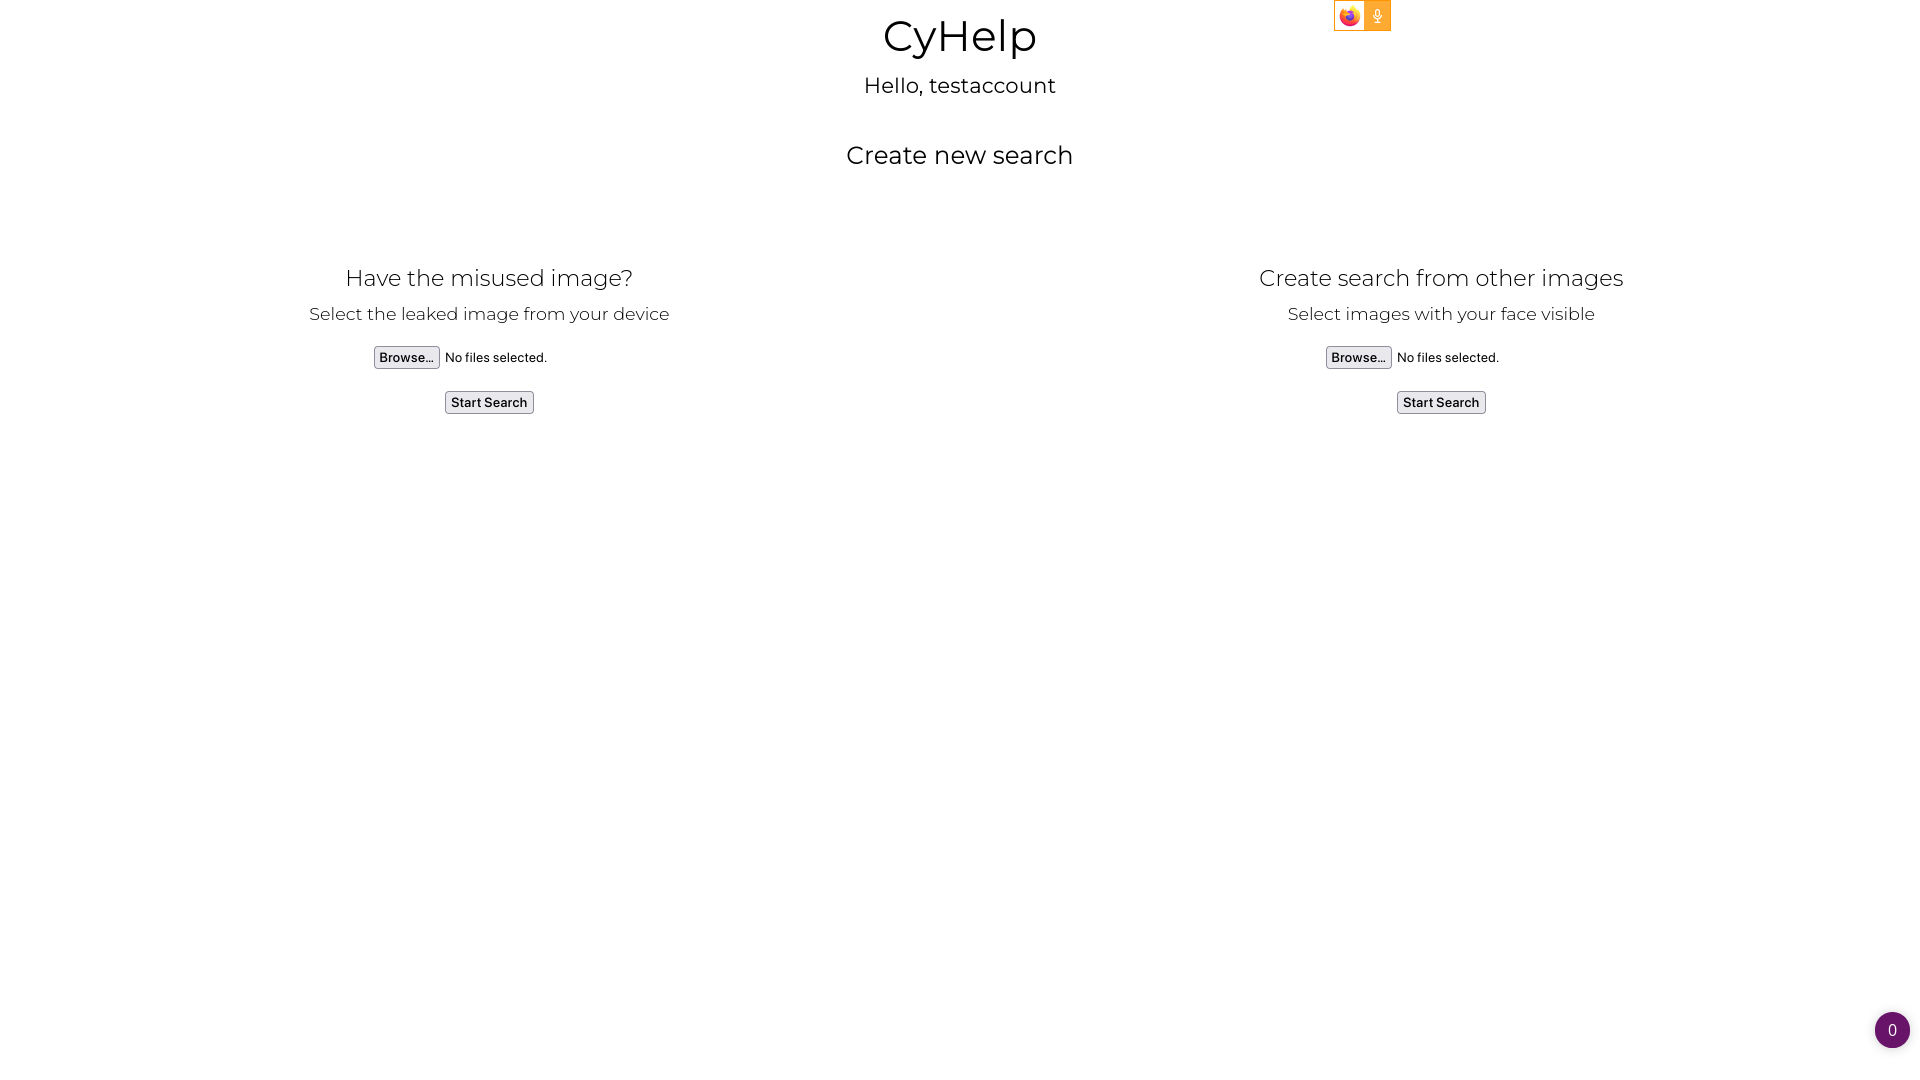 CyHelp
Hello, testaccount
Create new search
Have the misused image?
Select the leaked image from your device
Browse... No files selected.
Start Search
Create search from other images
Select images with your face visible
Browse... No files selected.
Start Search
0